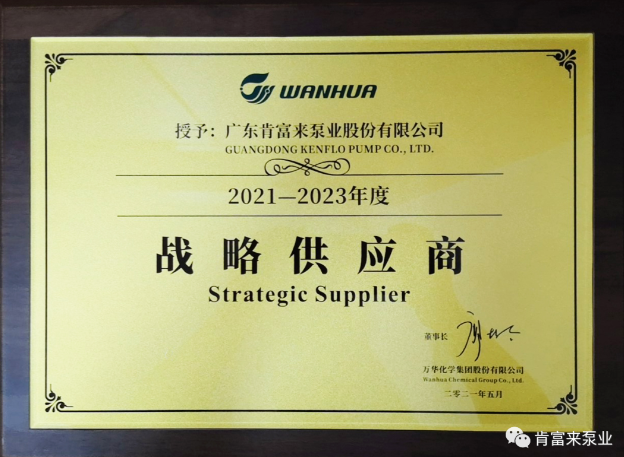 WANHUA
授予：广东肯富来泵业股份有限公司
GUANGDONG KENFLO PUMP CO., LTD.
2021—2023年度
战略供应商
Strategic Supplier
董事长
万华化学集团股份有限公司
Wanhua Chemical Group Co., Ltd.
二零二一年五月
肯富来泵业